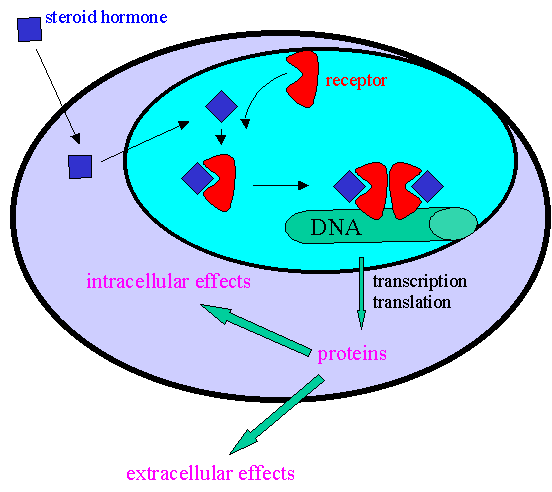 steroid hormone
receptor
DNA
intracellular effects
transcription
translation
proteins
extracellular effects